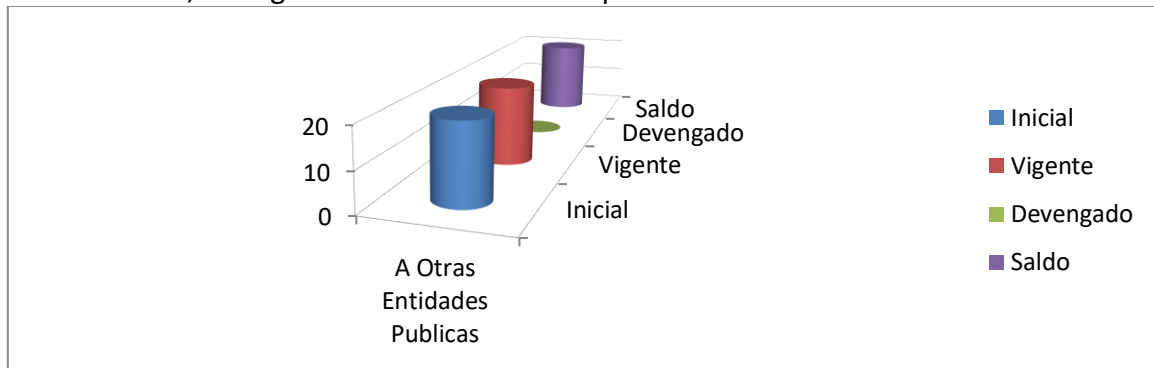 20
10
0
Saldo
Devengado
Vigente
Inicial
A Otras
Entidades
Publicas
Inicial
Vigente
Devengado
Saldo